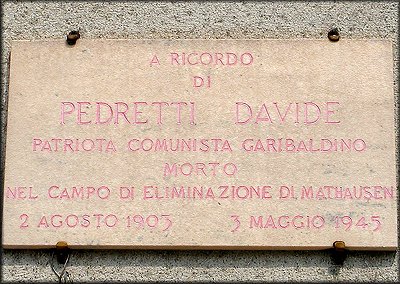 A RICORDO
DI
PEDRETTI DAVIDE
PATRIOTA COMUNISTA GARIBALDINO
MORTO
NEL CAMPO DI ELIMINAZIONE DI MATHAUSEN
2 AGOSTO 1903 3 MAGGIO 1945